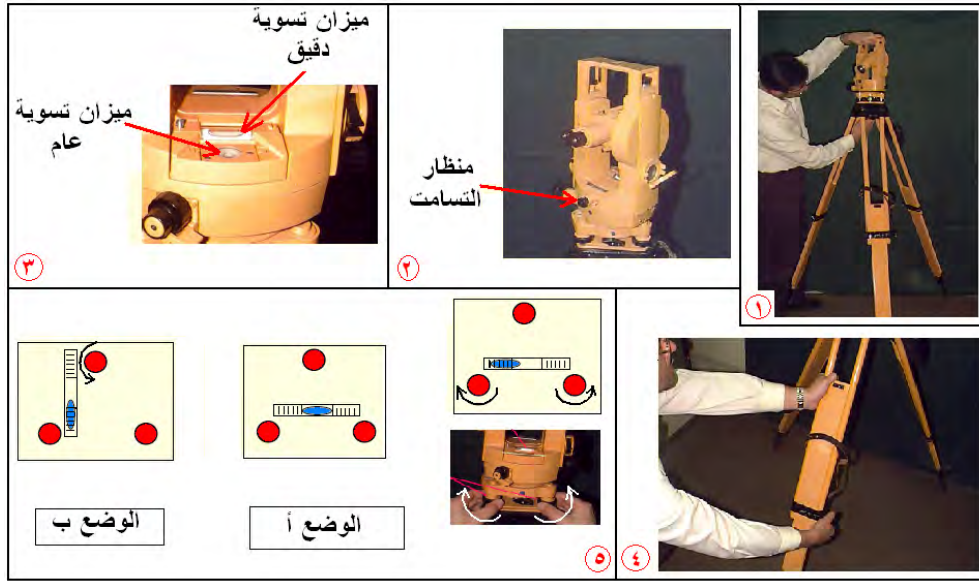 ١
منظار
التسامت
٢
ميزان تسوية
دقيق
ميزان تسوية
عام
٣
٤
٥
الوضع أ
الوضع ب